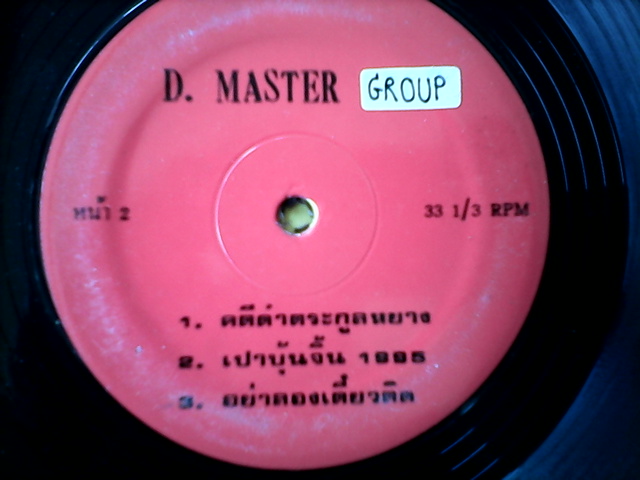 D. MASTER GROUP
หน้า 2
33 1/3 RPM
1. คดีดำตระกูลหยาง
2. เปาบุ้นจิ้น 1995
3. อย่าลองเดี๋ยวติด